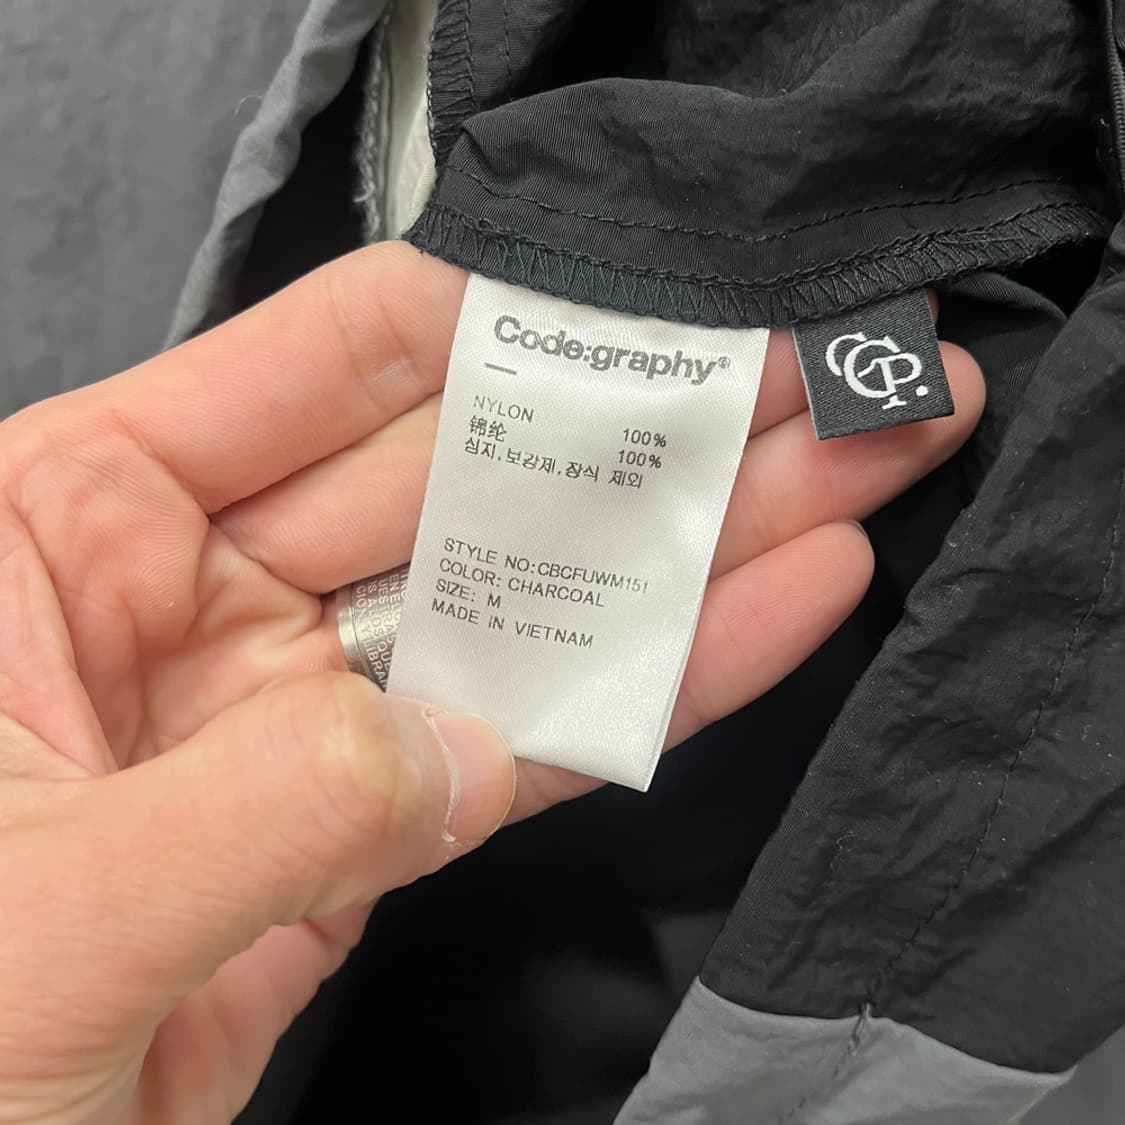 Code:graphy®
CGP.
NYLON 100%
锦纶 100%
심지,보강제,장식 제외
STYLE NO:CBCFUWM151
COLOR: CHARCOAL
SIZE: M
MADE IN VIETNAM